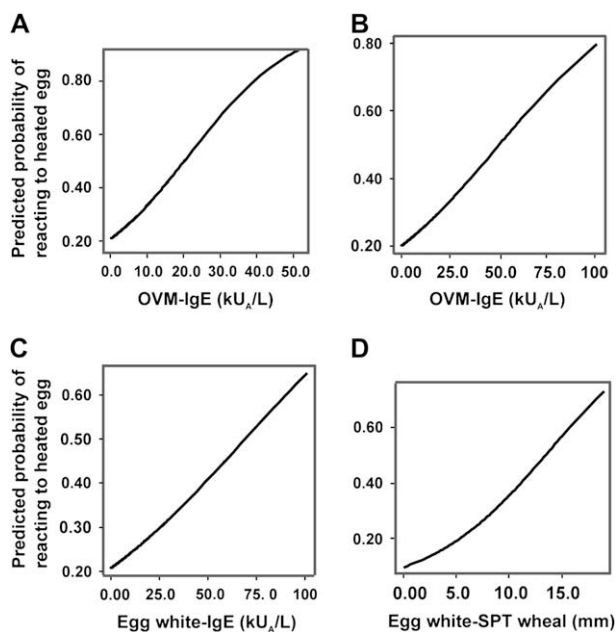 A
Predicted probability of
reacting to heated egg
0.80
0.60
0.40
0.20
0.0 10.0 20.0 30.0 40.0 50.0
OVM-IgE (kUA/L)
B
0.80
0.60
0.40
0.20
0.00 25.0 50.0 75.0 100
OVM-IgE (kUA/L)
C
Predicted probability of
reacting to heated egg
0.60
0.50
0.40
0.30
0.20
0.00 25.0 50.0 75. 0 100
Egg white-IgE (kUA/L)
D
0.60
0.40
0.20
0.0 5.0 10.0 15.0
Egg white-SPT wheal (mm)